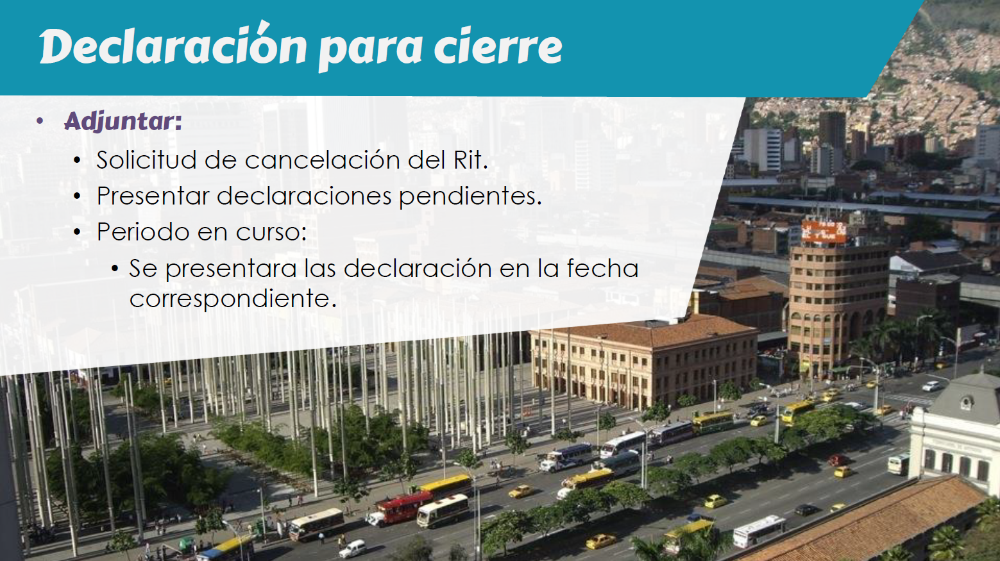 Declaración para cierre
• Adjuntar:
• Solicitud de cancelación del Rit.
• Presentar declaraciones pendientes.
• Periodo en curso:
• Se presentara las declaración en la fecha
correspondiente.